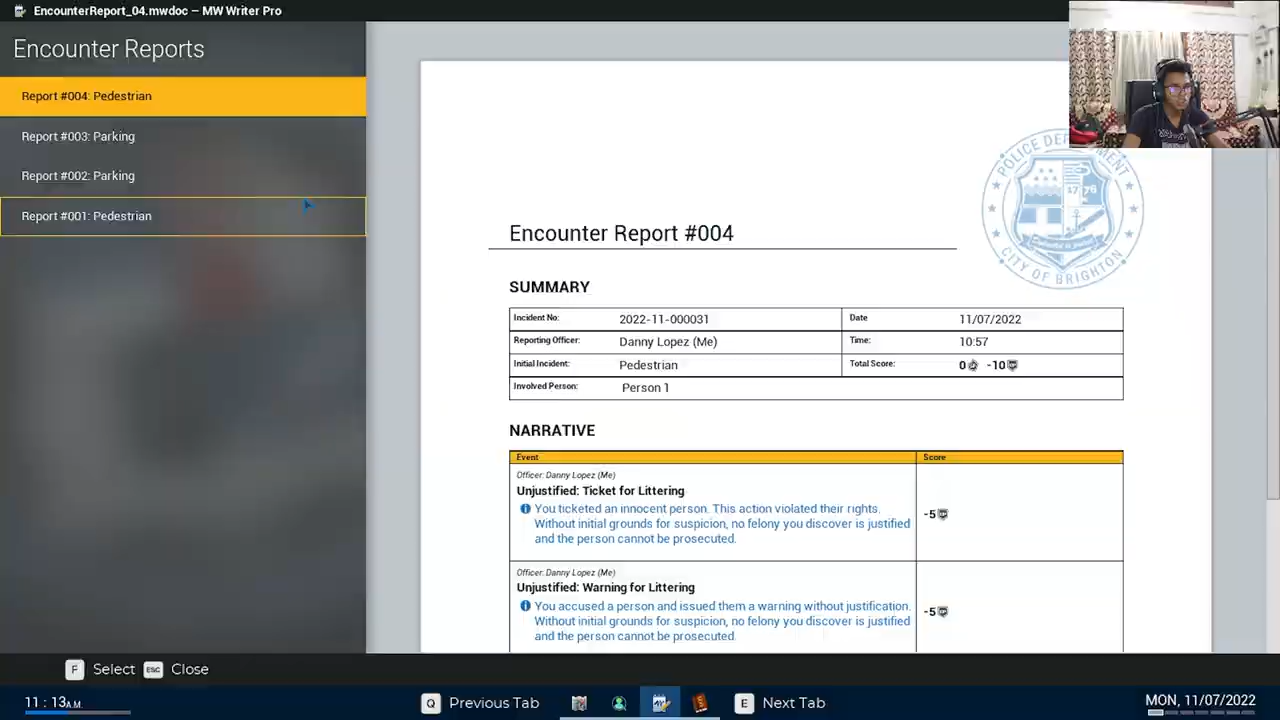 EncounterReport_04.mwdoc – MW Writer Pro
Encounter Reports
Report #004: Pedestrian
Report #003: Parking
Report #002: Parking
Report #001: Pedestrian
1776
CITY OF BRIGHTON
Encounter Report #004
SUMMARY
Incident No: 2022-11-000031 Date 11/07/2022
Reporting Officer: Danny Lopez (Me) Time: 10:57
Initial Incident: Pedestrian Total Score: 0 -10
Involved Person: Person 1
NARRATIVE
Event Score
Officer: Danny Lopez (Me)
Unjustified: Ticket for Littering
You ticketed an innocent person. This action violated their rights.
Without initial grounds for suspicion, no felony you discover is justified
and the person cannot be prosecuted.
-5
Officer: Danny Lopez (Me)
Unjustified: Warning for Littering
You accused a person and issued them a warning without justification.
Without initial grounds for suspicion, no felony you discover is justified
and the person cannot be prosecuted.
-5
F Select ESC Close
11 : 13 A.M. Q Previous Tab E Next Tab MON, 11/07/2022